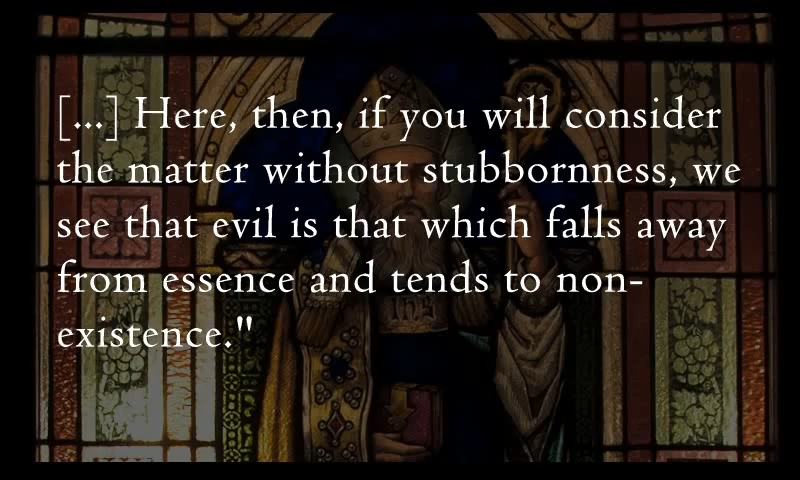 [...] Here, then, if you will consider
the matter without stubbornness, we
see that evil is that which falls away
from essence and tends to non-
existence."
IHS